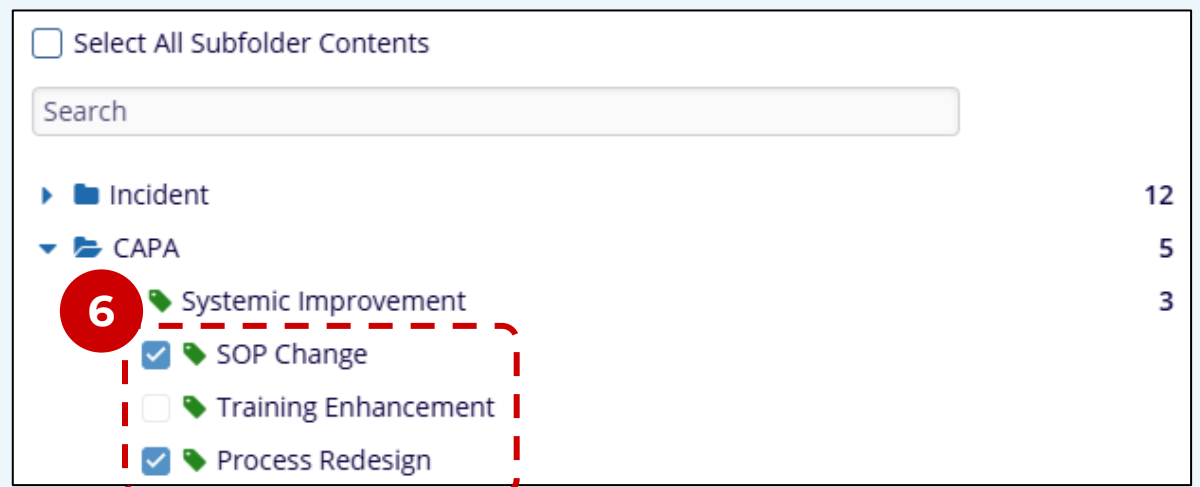 Select All Subfolder Contents
Search
Incident 12
CAPA 5
6
Systemic Improvement 3
SOP Change
Training Enhancement
Process Redesign